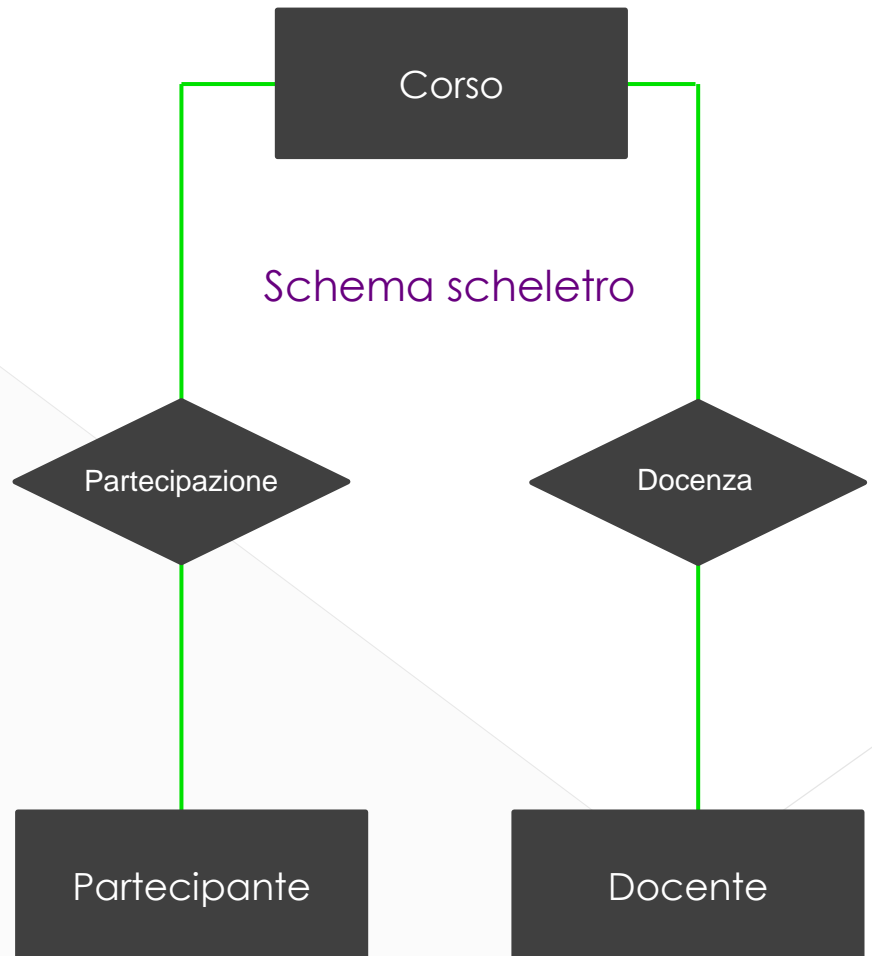 Corso
Schema scheletro
Partecipazione
Docenza
Partecipante
Docente